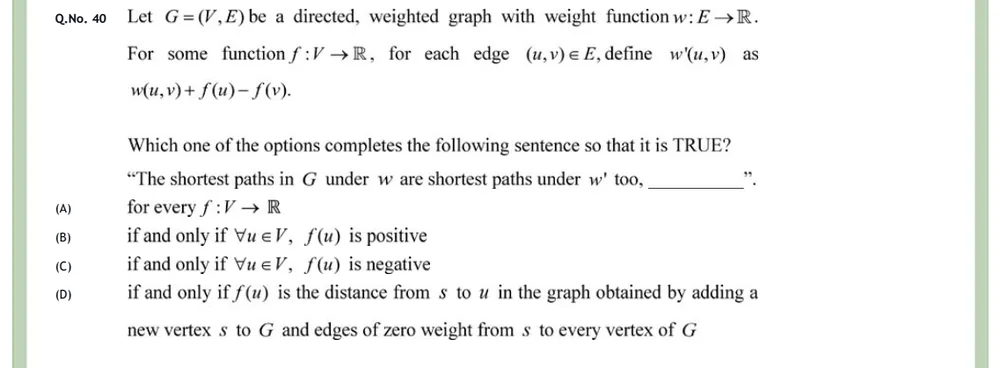 Q.No. 40 Let G = (V, E) be a directed, weighted graph with weight function w: E → ℝ.
For some function f : V → ℝ, for each edge (u, v) ∈ E, define w'(u, v) as
w(u, v) + f(u) − f(v).
Which one of the options completes the following sentence so that it is TRUE?
“The shortest paths in G under w are shortest paths under w' too, __________”.
(A) for every f : V → ℝ
(B) if and only if ∀u ∈ V, f(u) is positive
(C) if and only if ∀u ∈ V, f(u) is negative
(D) if and only if f(u) is the distance from s to u in the graph obtained by adding a
new vertex s to G and edges of zero weight from s to every vertex of G